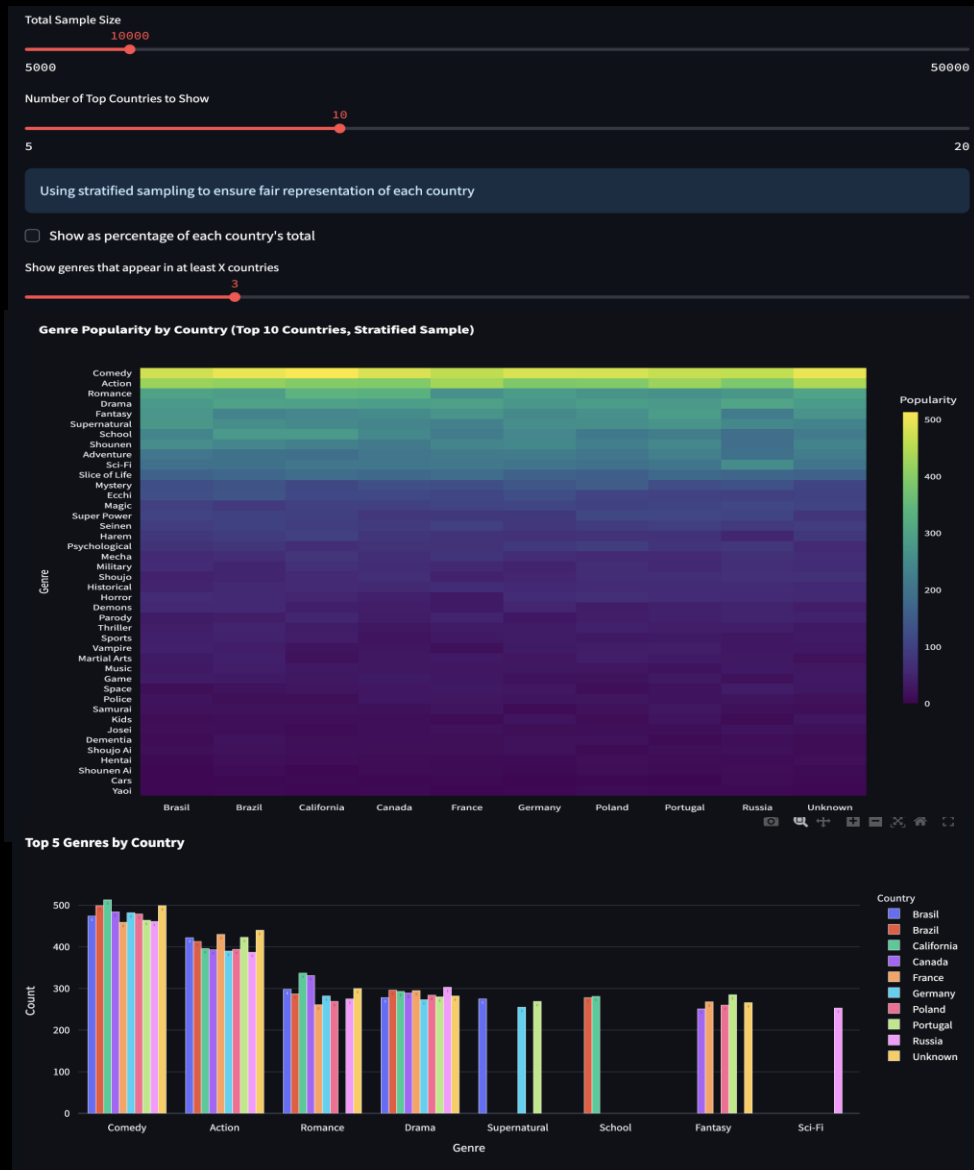 Total Sample Size
10000
5000 50000
Number of Top Countries to Show
10
5 20
Using stratified sampling to ensure fair representation of each country
Show as percentage of each country's total
Show genres that appear in at least X countries
3
Genre Popularity by Country (Top 10 Countries, Stratified Sample)
Genre
Comedy
Action
Romance
Drama
Fantasy
Supernatural
School
Shounen
Adventure
Sci-Fi
Slice of Life
Mystery
Ecchi
Magic
Super Power
Seinen
Harem
Psychological
Mecha
Military
Shoujo
Historical
Horror
Demons
Parody
Thriller
Sports
Vampire
Martial Arts
Music
Game
Space
Police
Samurai
Kids
Josei
Dementia
Shoujo Ai
Hentai
Shounen Ai
Cars
Yaoi
Brasil Brazil California Canada France Germany Poland Portugal Russia Unknown
Popularity
500
400
300
200
100
0
Top 5 Genres by Country
Count
500
400
300
200
100
0
Comedy Action Romance Drama Supernatural School Fantasy Sci-Fi
Genre
Country
Brasil
Brazil
California
Canada
France
Germany
Poland
Portugal
Russia
Unknown